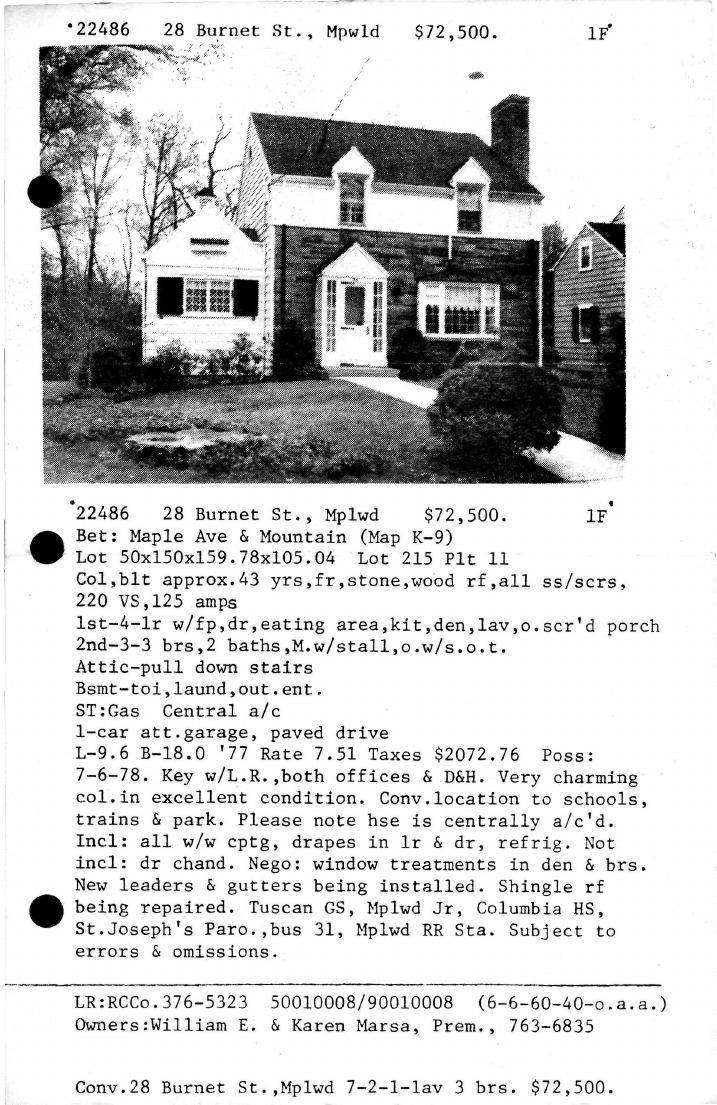 22486 28 Burnet St., Mpwld $72,500. 1F
22486 28 Burnet St., Mplwd $72,500. 1F
Bet: Maple Ave & Mountain (Map K-9)
Lot 50x150x159.78x105.04 Lot 215 Plt 11
Col,blt approx.43 yrs,fr,stone,wood rf,all ss/scrs,
220 VS,125 amps
1st-4-lr w/fp,dr,eating area,kit,den,lav,o.scr'd porch
2nd-3-3 brs,2 baths,M.w/stall,o.w/s.o.t.
Attic-pull down stairs
Bsmt-toi,laund,out.ent.
ST:Gas Central a/c
1-car att.garage, paved drive
L-9.6 B-18.0 '77 Rate 7.51 Taxes $2072.76 Poss:
7-6-78. Key w/L.R.,both offices & D&H. Very charming
col.in excellent condition. Conv.location to schools,
trains & park. Please note hse is centrally a/c'd.
Incl: all w/w cptg, drapes in lr & dr, refrig. Not
incl: dr chand. Nego: window treatments in den & brs.
New leaders & gutters being installed. Shingle rf
being repaired. Tuscan GS, Mplwd Jr, Columbia HS,
St.Joseph's Paro.,bus 31, Mplwd RR Sta. Subject to
errors & omissions.
LR:RCCo.376-5323 50010008/90010008 (6-6-60-40-o.a.a.)
Owners:William E. & Karen Marsa, Prem., 763-6835
Conv.28 Burnet St.,Mplwd 7-2-1-lav 3 brs. $72,500.